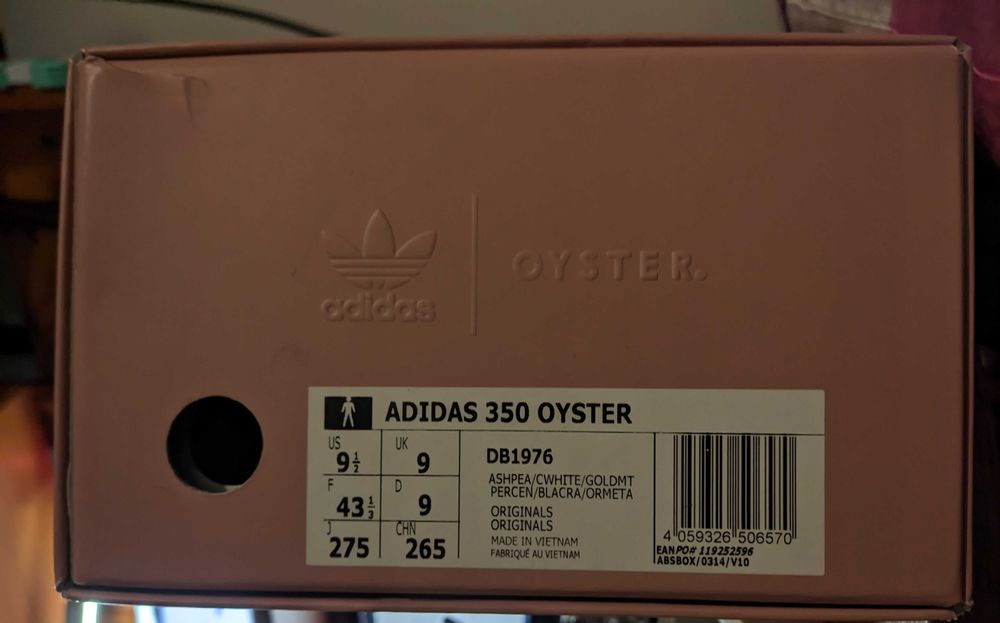 adidas
OYSTER.
ADIDAS 350 OYSTER
US
9½
UK
9
F
43⅓
D
9
J
275
CHN
265
DB1976
ASHPEA/CWHITE/GOLDMT
PERCEN/BLACRA/ORMETA
ORIGINALS
ORIGINALS
MADE IN VIETNAM
FABRIQUÉ AU VIETNAM
4 059326 506570
EAN PO# 119252596
ABSBOX/0314/V10